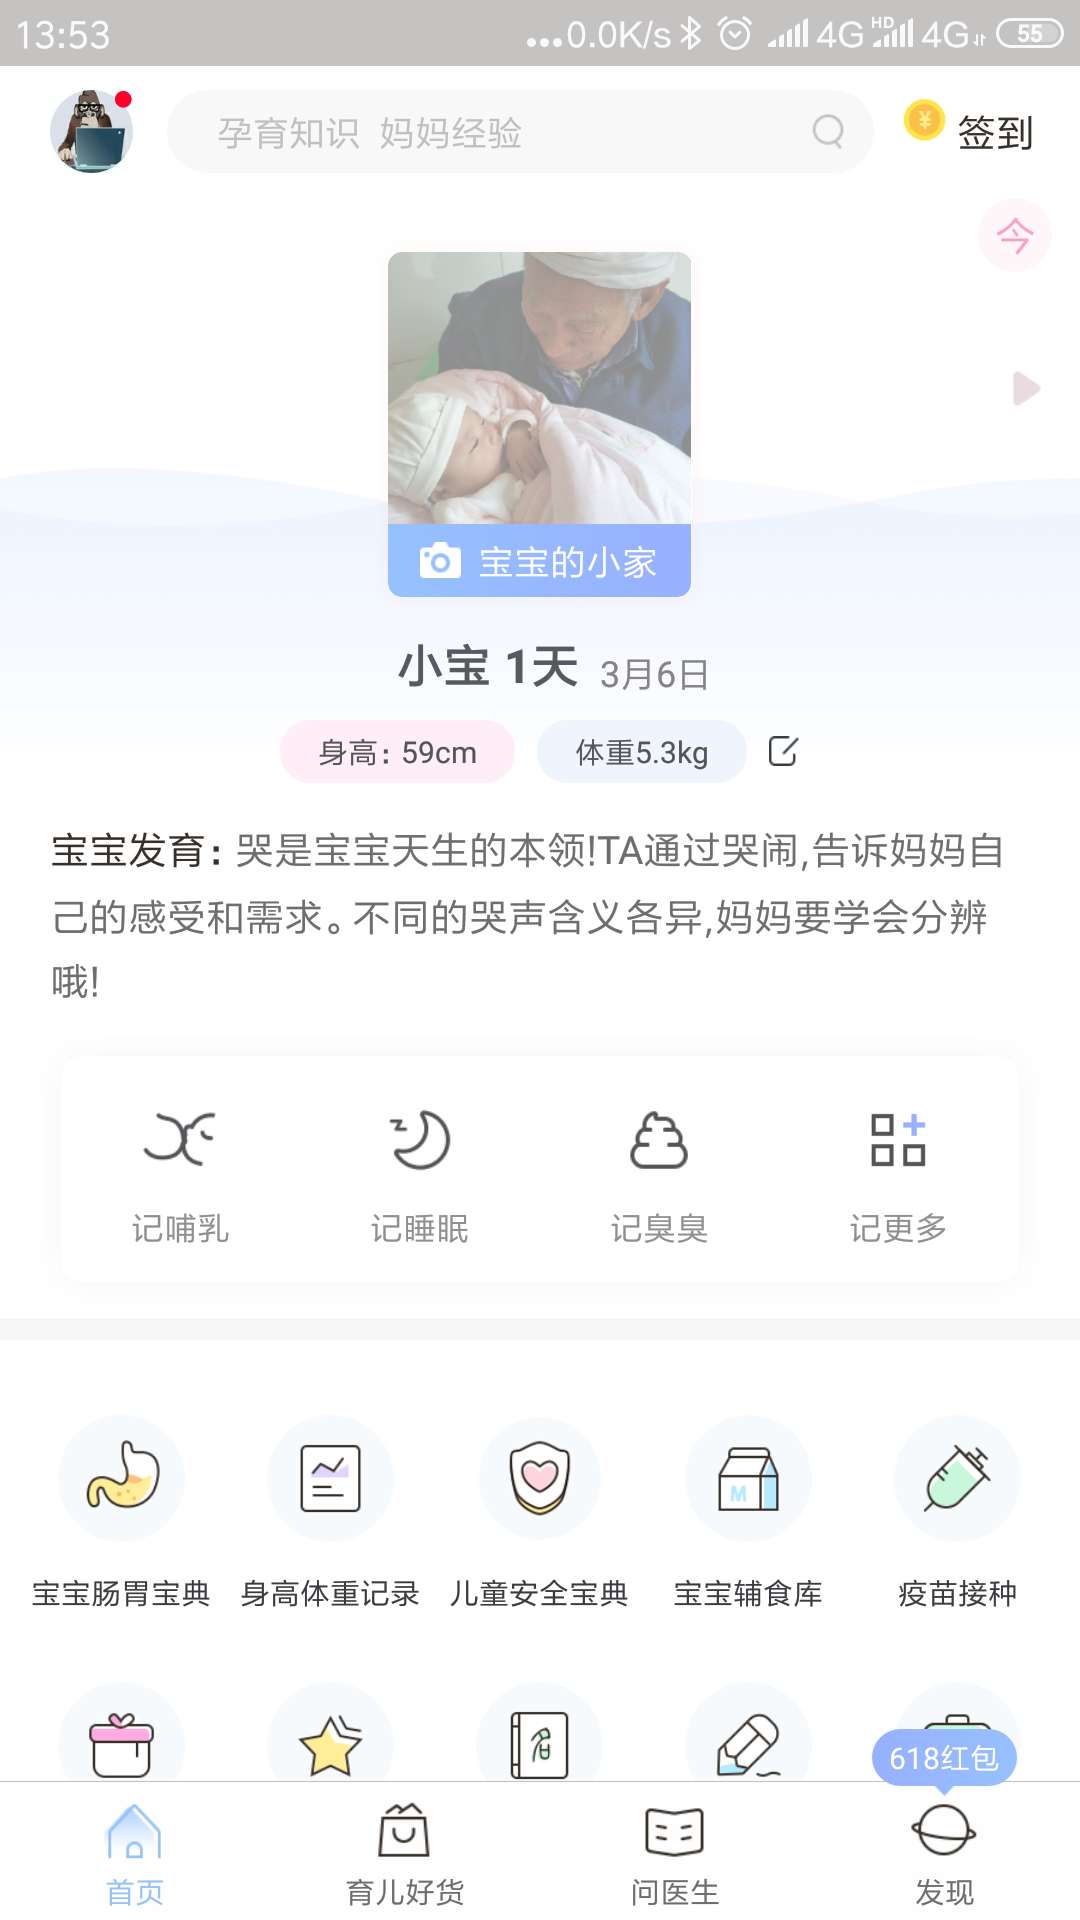 13:53
...0.0K/s 4G HD 4G 55
孕育知识 妈妈经验
签到
今
宝宝的小家
小宝 1天 3月6日
身高: 59cm
体重5.3kg
宝宝发育: 哭是宝宝天生的本领!TA通过哭闹,告诉妈妈自
己的感受和需求。不同的哭声含义各异,妈妈要学会分辨
哦!
记哺乳
记睡眠
记臭臭
记更多
宝宝肠胃宝典
身高体重记录
儿童安全宝典
宝宝辅食库
疫苗接种
618红包
首页
育儿好货
问医生
发现